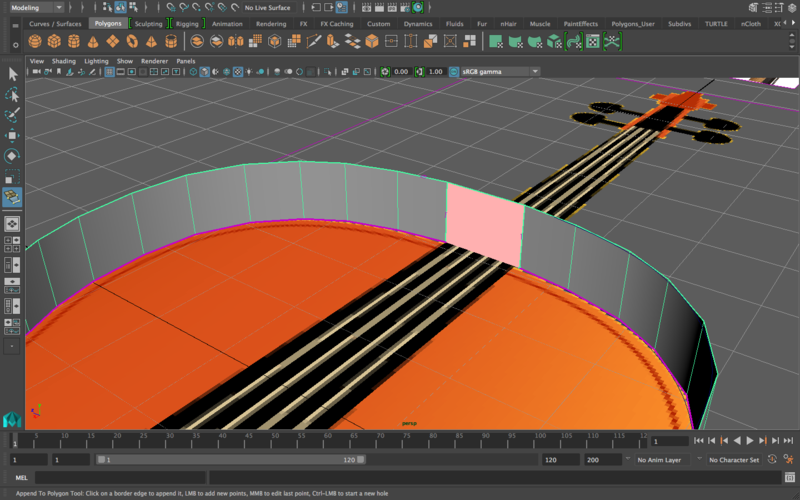 Modeling
No Live Surface
Curves / Surfaces Polygons Sculpting Rigging Animation Rendering FX FX Caching Custom Dynamics Fluids Fur nHair Muscle PaintEffects Polygons_User Subdivs TURTLE nCloth
View Shading Lighting Show Renderer Panels
0.00 1.00 sRGB gamma
persp
1 5 10 15 20 25 30 35 40 45 50 55 60 65 70 75 80 85 90 95 100 105 110 115 12 1
1 1 1 120 120 200 No Anim Layer No Character Set
MEL
Append To Polygon Tool: Click on a border edge to append it, LMB to add new points, MMB to edit last point, Ctrl-LMB to start a new hole